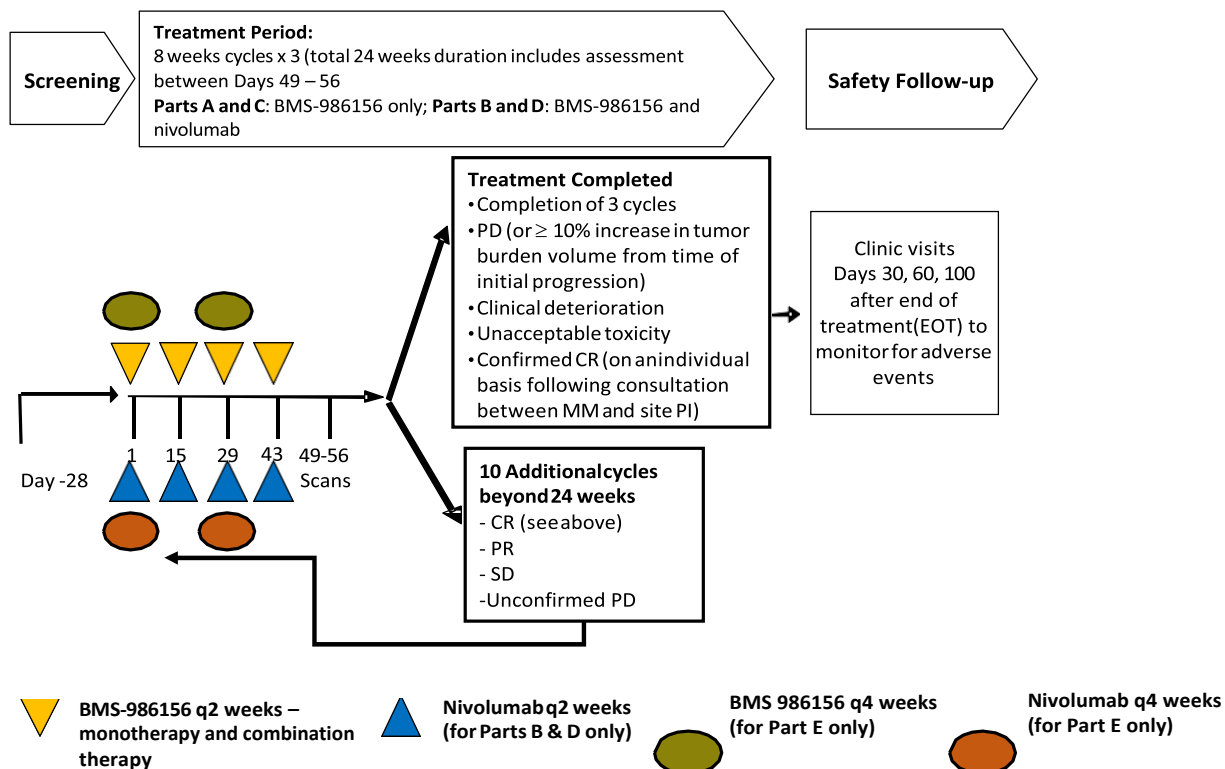 Screening
Treatment Period:
8 weeks cycles x 3 (total 24 weeks duration includes assessment
between Days 49 – 56
Parts A and C: BMS-986156 only; Parts B and D: BMS-986156 and
nivolumab
Safety Follow-up
Treatment Completed
•Completion of 3 cycles
•PD (or ≥ 10% increase in tumor
burden volume from time of
initial progression)
•Clinical deterioration
•Unacceptable toxicity
•Confirmed CR (on anindividual
basis following consultation
between MM and site PI)
Clinic visits
Days 30, 60, 100
after end of
treatment(EOT) to
monitor for adverse
events
1 15 29 43 49-56
Day -28 Scans
10 Additionalcycles
beyond 24 weeks
- CR (see above)
- PR
- SD
-Unconfirmed PD
BMS-986156 q2 weeks –
monotherapy and combination
therapy
Nivolumab q2 weeks
(for Parts B & D only)
BMS 986156 q4 weeks
(for Part E only)
Nivolumab q4 weeks
(for Part E only)